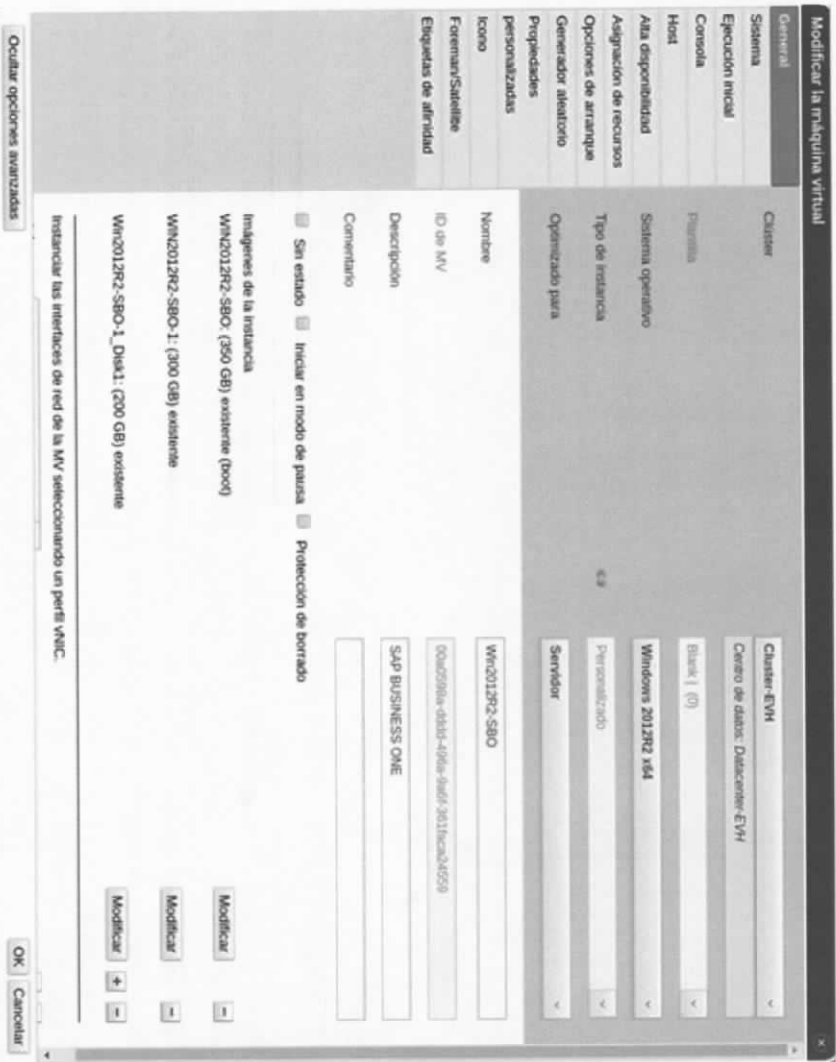 Modificar la máquina virtual
General
Sistema
Ejecución inicial
Consola
Host
Alta disponibilidad
Asignación de recursos
Opciones de arranque
Generador aleatorio
Propiedades
personalizadas
Icono
Foreman/Satellite
Etiquetas de afinidad
Clúster
Cluster-EVH
Centro de datos: Datacenter-EVH
Plantilla
Blank | (0)
Sistema operativo
Windows 2012R2 x64
Tipo de instancia
Personalizado
Optimizado para
Servidor
Nombre
Win2012R2-SBO
ID de MV
Descripción
SAP BUSINESS ONE
Comentario
Sin estado Iniciar en modo de pausa Protección de borrado
Imágenes de la instancia
WIN2012R2-SBO: (350 GB) existente (boot) Modificar -
WIN2012R2-SBO-1: (300 GB) existente Modificar -
Win2012R2-SBO-1_Disk1: (200 GB) existente Modificar + -
Instanciar las interfaces de red de la MV seleccionando un perfil vNIC.
Ocultar opciones avanzadas
OK Cancelar